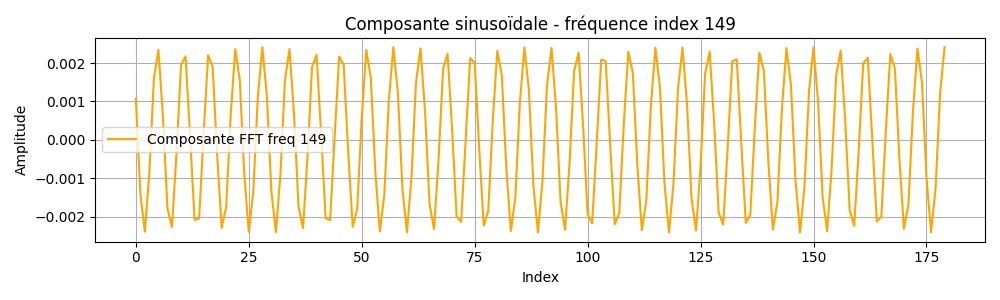 Composante sinusoïdale - fréquence index 149
Amplitude
0.002
0.001
0.000
−0.001
−0.002
Composante FFT freq 149
0 25 50 75 100 125 150 175
Index